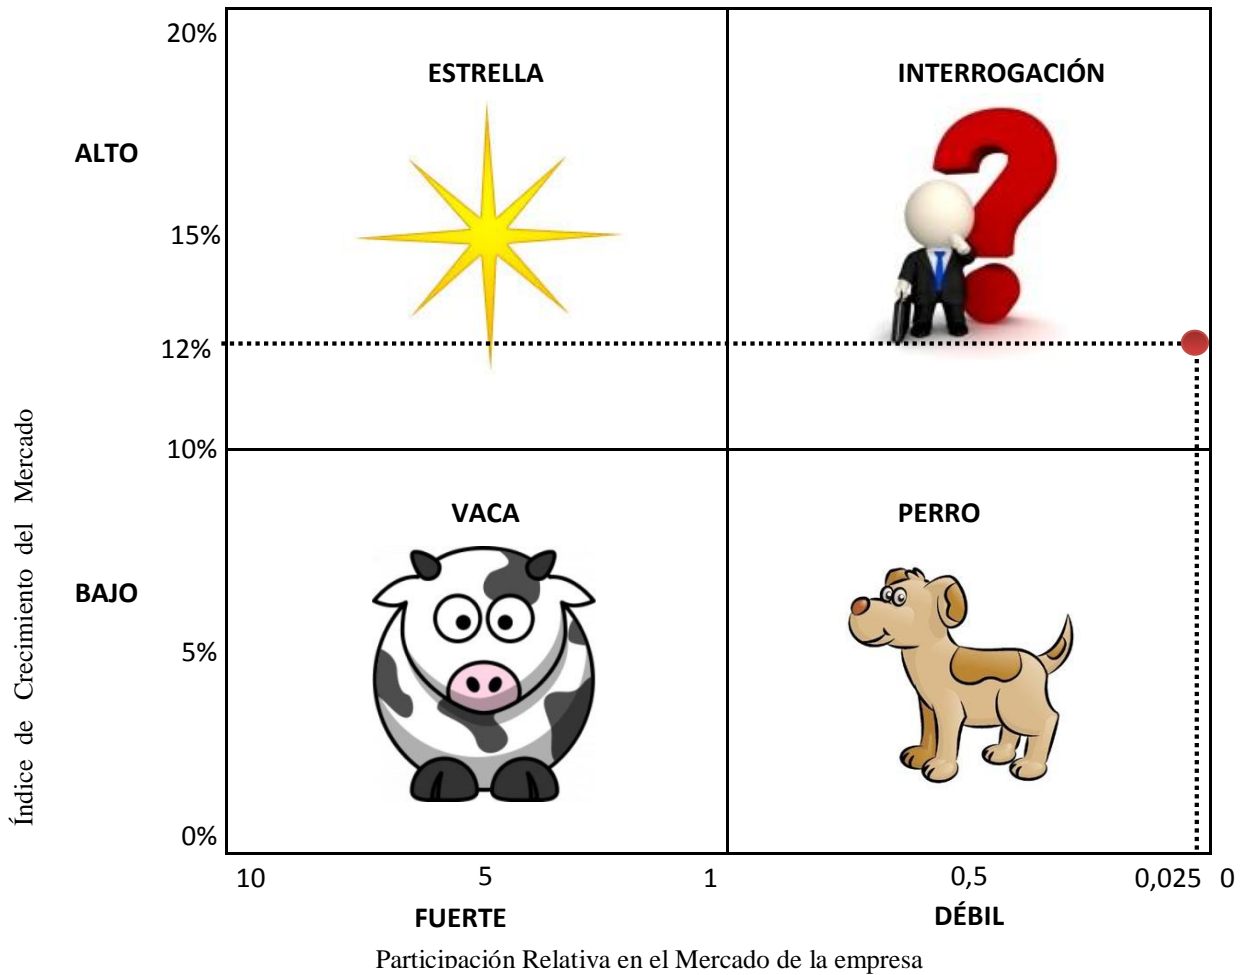 20%
ESTRELLA
INTERROGACIÓN
ALTO
15%
12%
10%
Índice de Crecimiento del Mercado
VACA
PERRO
BAJO
5%
0%
10
5
1
0,5
0,025
0
FUERTE
DÉBIL
Participación Relativa en el Mercado de la empresa